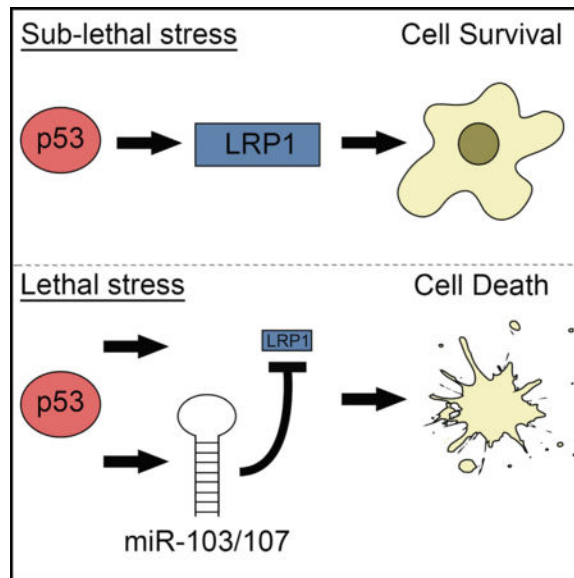 Sub-lethal stress
Cell Survival
p53
LRP1
Lethal stress
Cell Death
LRP1
p53
miR-103/107